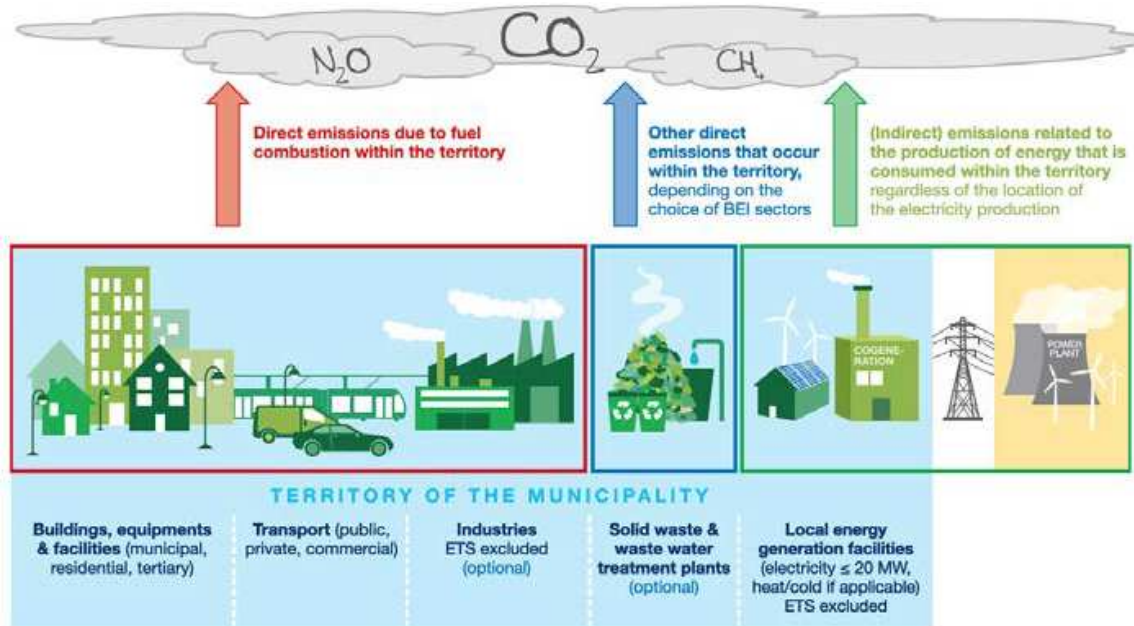 N₂O
CO₂
CH₄
Direct emissions due to fuel
combustion within the territory
Other direct
emissions that occur
within the territory,
depending on the
choice of BEI sectors
(Indirect) emissions related to
the production of energy that is
consumed within the territory
regardless of the location of
the electricity production
COGENE-
RATION
POWER
PLANT
TERRITORY OF THE MUNICIPALITY
Buildings, equipments
& facilities (municipal,
residential, tertiary)
Transport (public,
private, commercial)
Industries
ETS excluded
(optional)
Solid waste &
waste water
treatment plants
(optional)
Local energy
generation facilities
(electricity ≤ 20 MW,
heat/cold if applicable)
ETS excluded